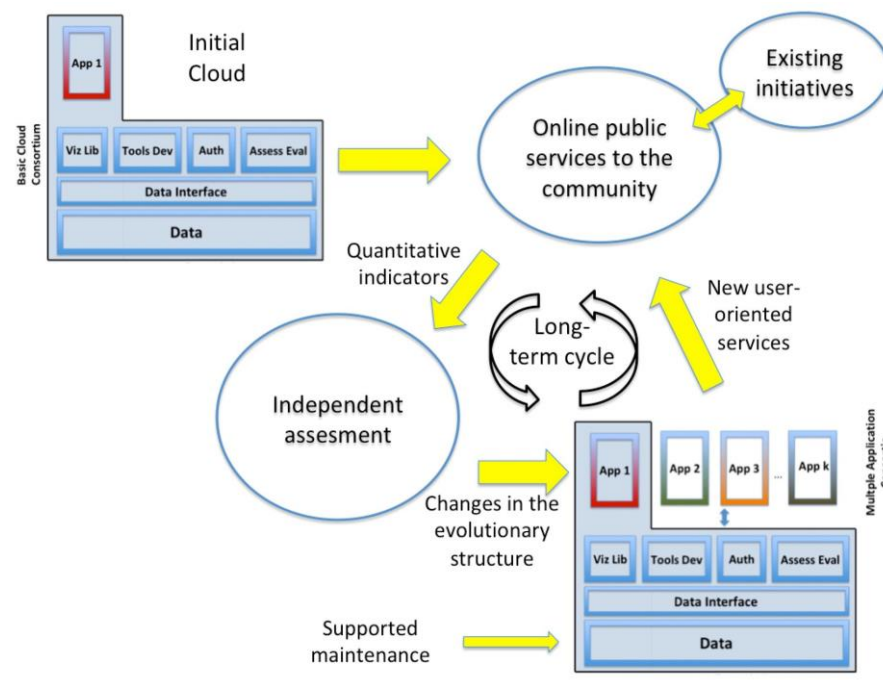 Initial
Cloud
App 1
Basic Cloud
Consortium
Viz Lib
Tools Dev
Auth
Assess Eval
Data Interface
Data
Existing
initiatives
Online public
services to the
community
Quantitative
indicators
New user-
oriented
services
Long-
term cycle
Independent
assesment
Changes in the
evolutionary
structure
App 1
App 2
App 3
...
App k
Multple Application
Viz Lib
Tools Dev
Auth
Assess Eval
Data Interface
Data
Supported
maintenance